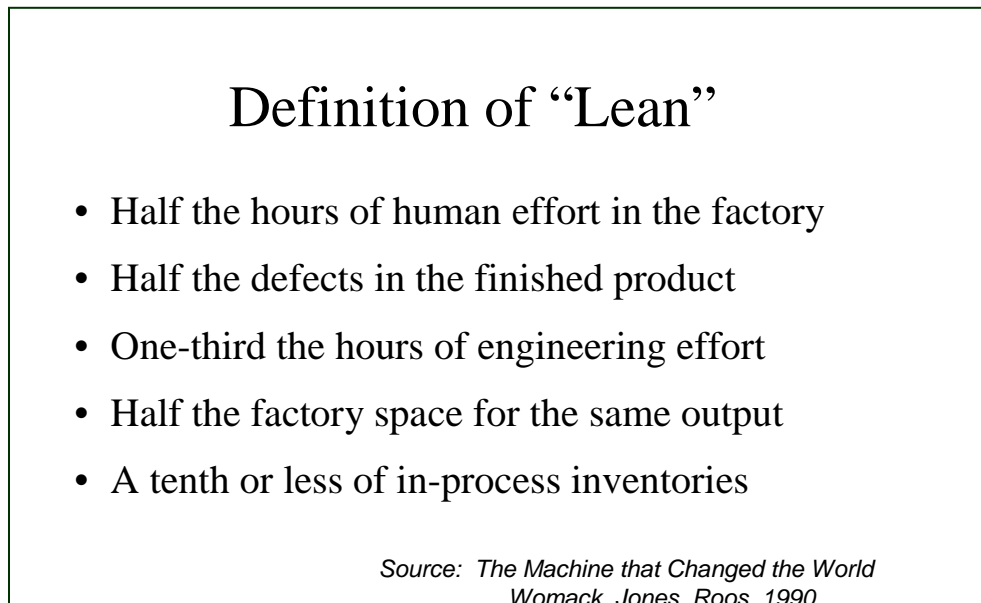 Definition of “Lean”
• Half the hours of human effort in the factory
• Half the defects in the finished product
• One-third the hours of engineering effort
• Half the factory space for the same output
• A tenth or less of in-process inventories
Source: The Machine that Changed the World
Womack, Jones, Roos, 1990